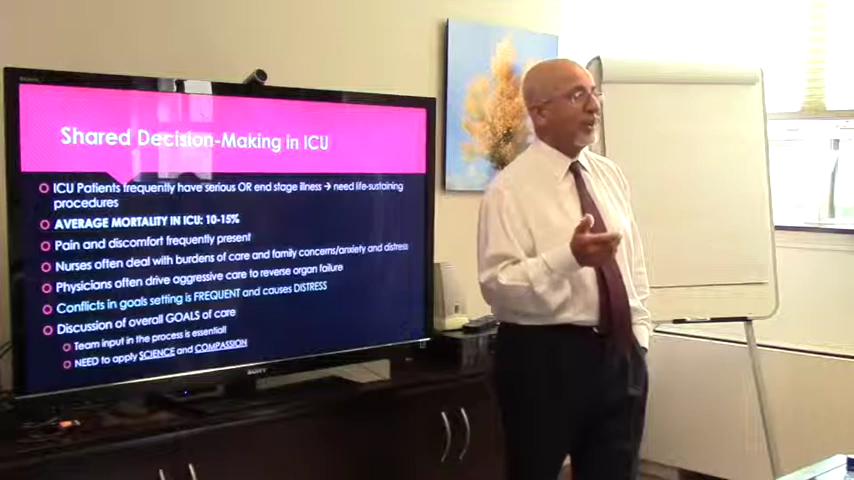 SONY
Shared Decision-Making in ICU
ICU Patients frequently have serious OR end stage illness → need life-sustaining
procedures
AVERAGE MORTALITY IN ICU: 10-15%
Pain and discomfort frequently present
Nurses often deal with burdens of care and family concerns/anxiety and distress
Physicians often drive aggressive care to reverse organ failure
Conflicts in goals setting is FREQUENT and causes DISTRESS
Discussion of overall GOALS of care
Team input in the process is essential!
NEED to apply SCIENCE and COMPASSION
SONY